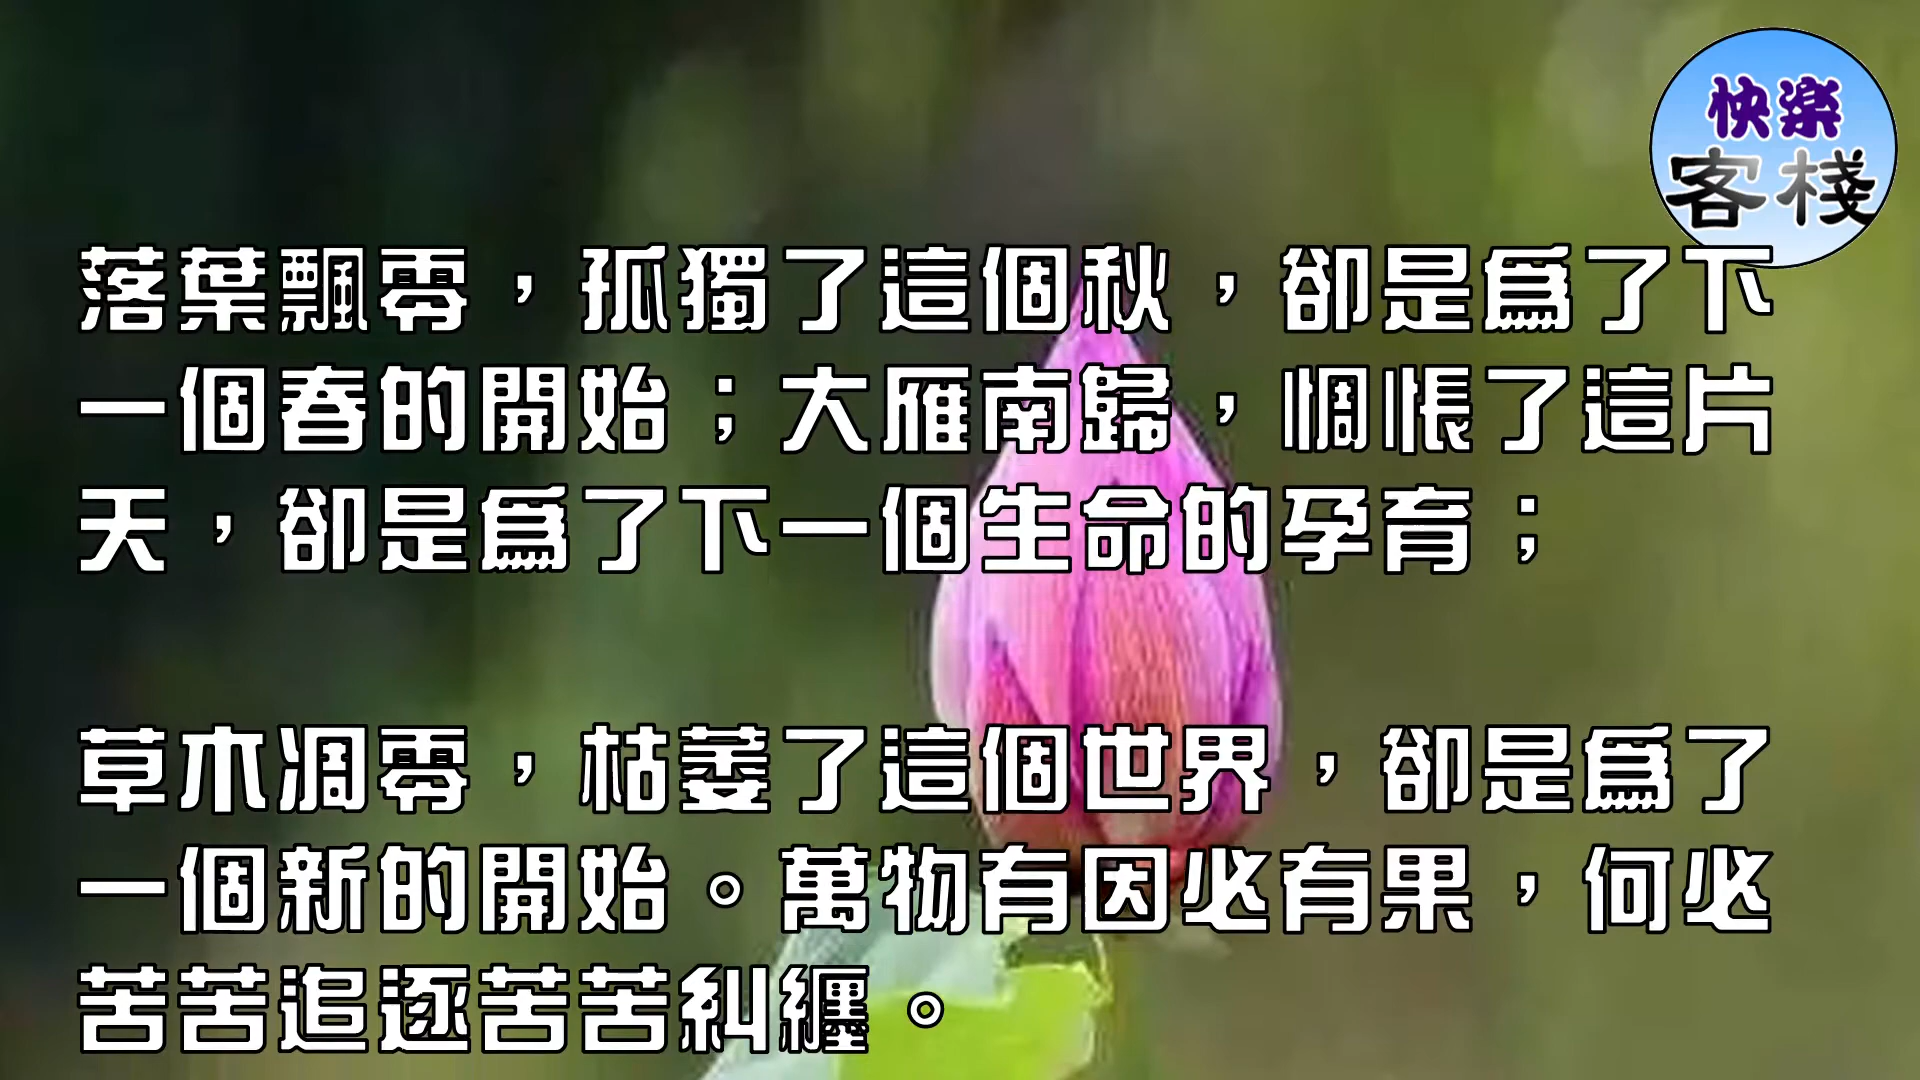 快樂
客棧
落葉飄零，孤獨了這個秋，卻是爲了下
一個春的開始；大雁南歸，惆悵了這片
天，卻是爲了下一個生命的孕育；
草木凋零，枯萎了這個世界，卻是爲了
一個新的開始。萬物有因必有果，何必
苦苦追逐苦苦糾纏。